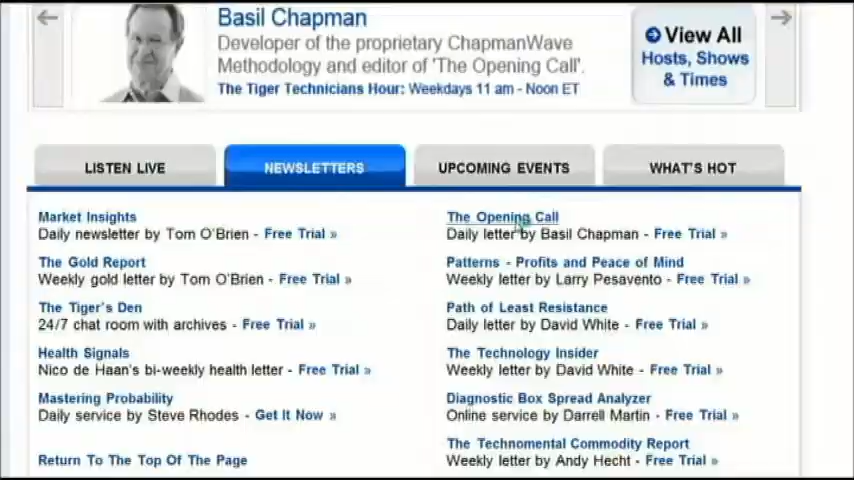 Basil Chapman
Developer of the proprietary ChapmanWave
Methodology and editor of 'The Opening Call'.
The Tiger Technicians Hour: Weekdays 11 am - Noon ET
View All
Hosts, Shows
& Times
LISTEN LIVE
NEWSLETTERS
UPCOMING EVENTS
WHAT'S HOT
Market Insights
Daily newsletter by Tom O'Brien - Free Trial »
The Gold Report
Weekly gold letter by Tom O'Brien - Free Trial »
The Tiger's Den
24/7 chat room with archives - Free Trial »
Health Signals
Nico de Haan's bi-weekly health letter - Free Trial »
Mastering Probability
Daily service by Steve Rhodes - Get It Now »
Return To The Top Of The Page
The Opening Call
Daily letter by Basil Chapman - Free Trial »
Patterns - Profits and Peace of Mind
Weekly letter by Larry Pesavento - Free Trial »
Path of Least Resistance
Daily letter by David White - Free Trial »
The Technology Insider
Weekly letter by David White - Free Trial »
Diagnostic Box Spread Analyzer
Online service by Darrell Martin - Free Trial »
The Technomental Commodity Report
Weekly letter by Andy Hecht - Free Trial »